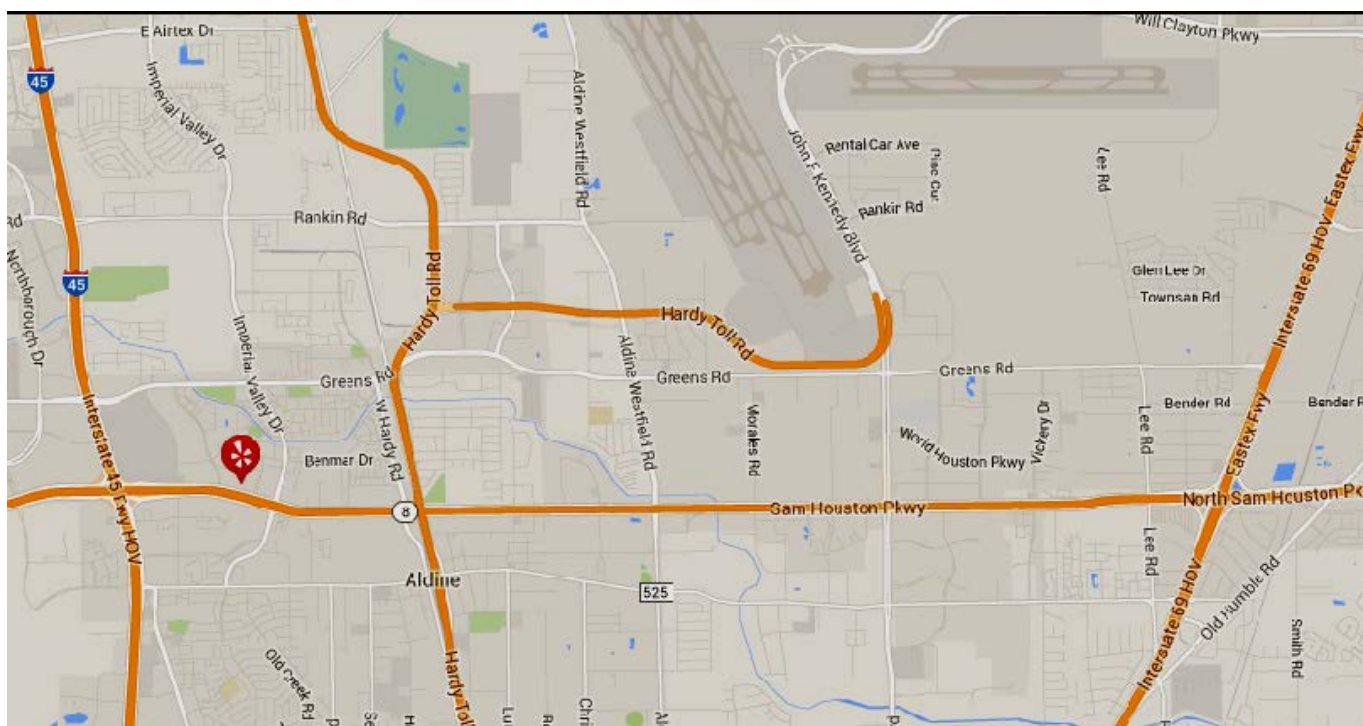 Will Clayton Pkwy
E Airtex Dr
45
Imperial Valley Dr
Aldine Westfield Rd
John F Kennedy Blvd
Rental Car Ave
Lee Rd
Eastex Fwy
Rankin Rd
Rd
Northborough Dr
45
Hardy Toll Rd
Interstate 69 HOV
Glen Lee Dr
Townsan Rd
Imperial Valley Dr
Hardy Toll Rd
Aldine Westfield Rd
Greens Rd
Greens Rd
Greens Rd
Interstate 45 Fwy HOV
W Hardy Rd
Morales Rd
World Houston Pkwy
Victory Dr
Lee Rd
Bender Rd
Bender R
Eastex Fwy
Benmar Dr
8
Sam Houston Pkwy
North Sam Houston Pk
Lee Rd
Aldine
525
Interstate 69 HOV
Old Humble Rd
Smith Rd
Old Creek Rd
Hardy Toll
Chri